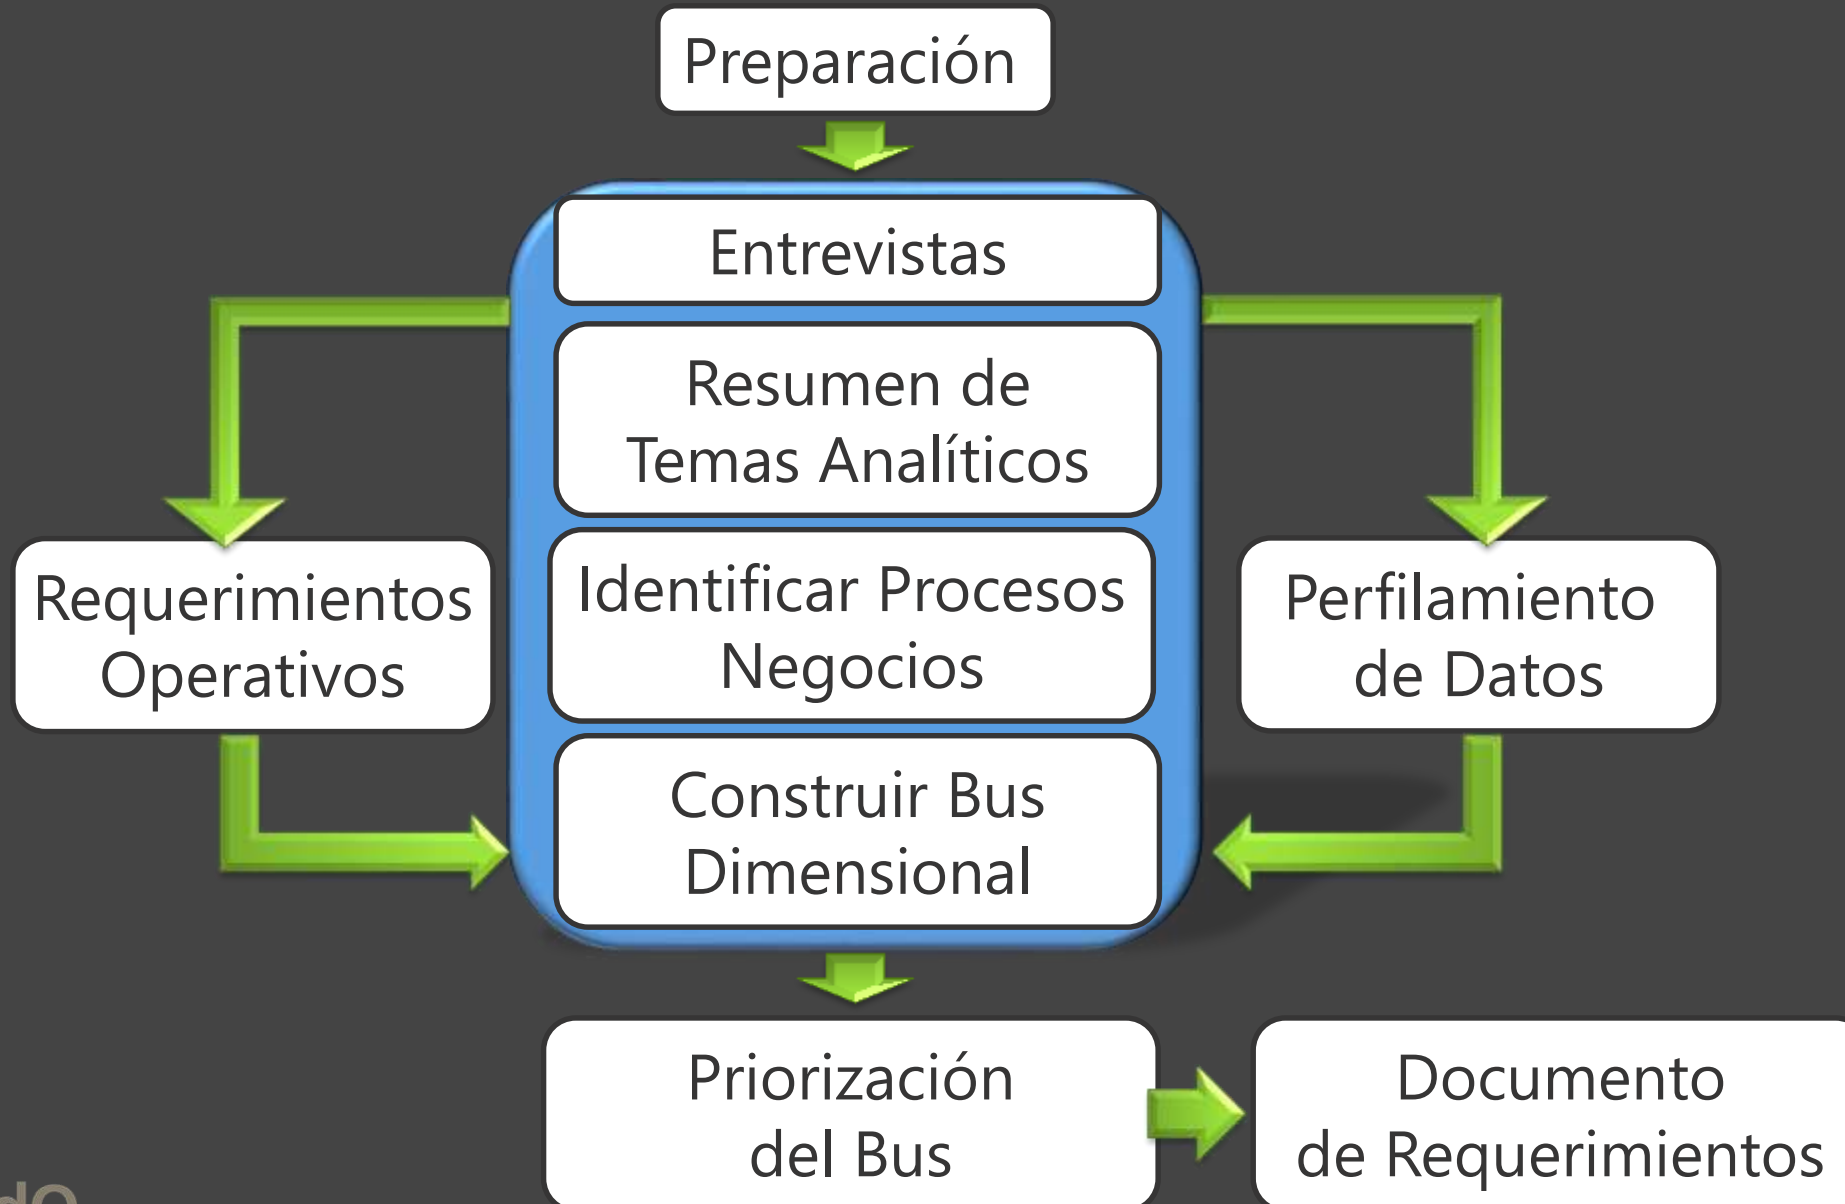 Preparación
Entrevistas
Resumen de
Temas Analíticos
Identificar Procesos
Negocios
Construir Bus
Dimensional
Requerimientos
Operativos
Perfilamiento
de Datos
Priorización
del Bus
Documento
de Requerimientos